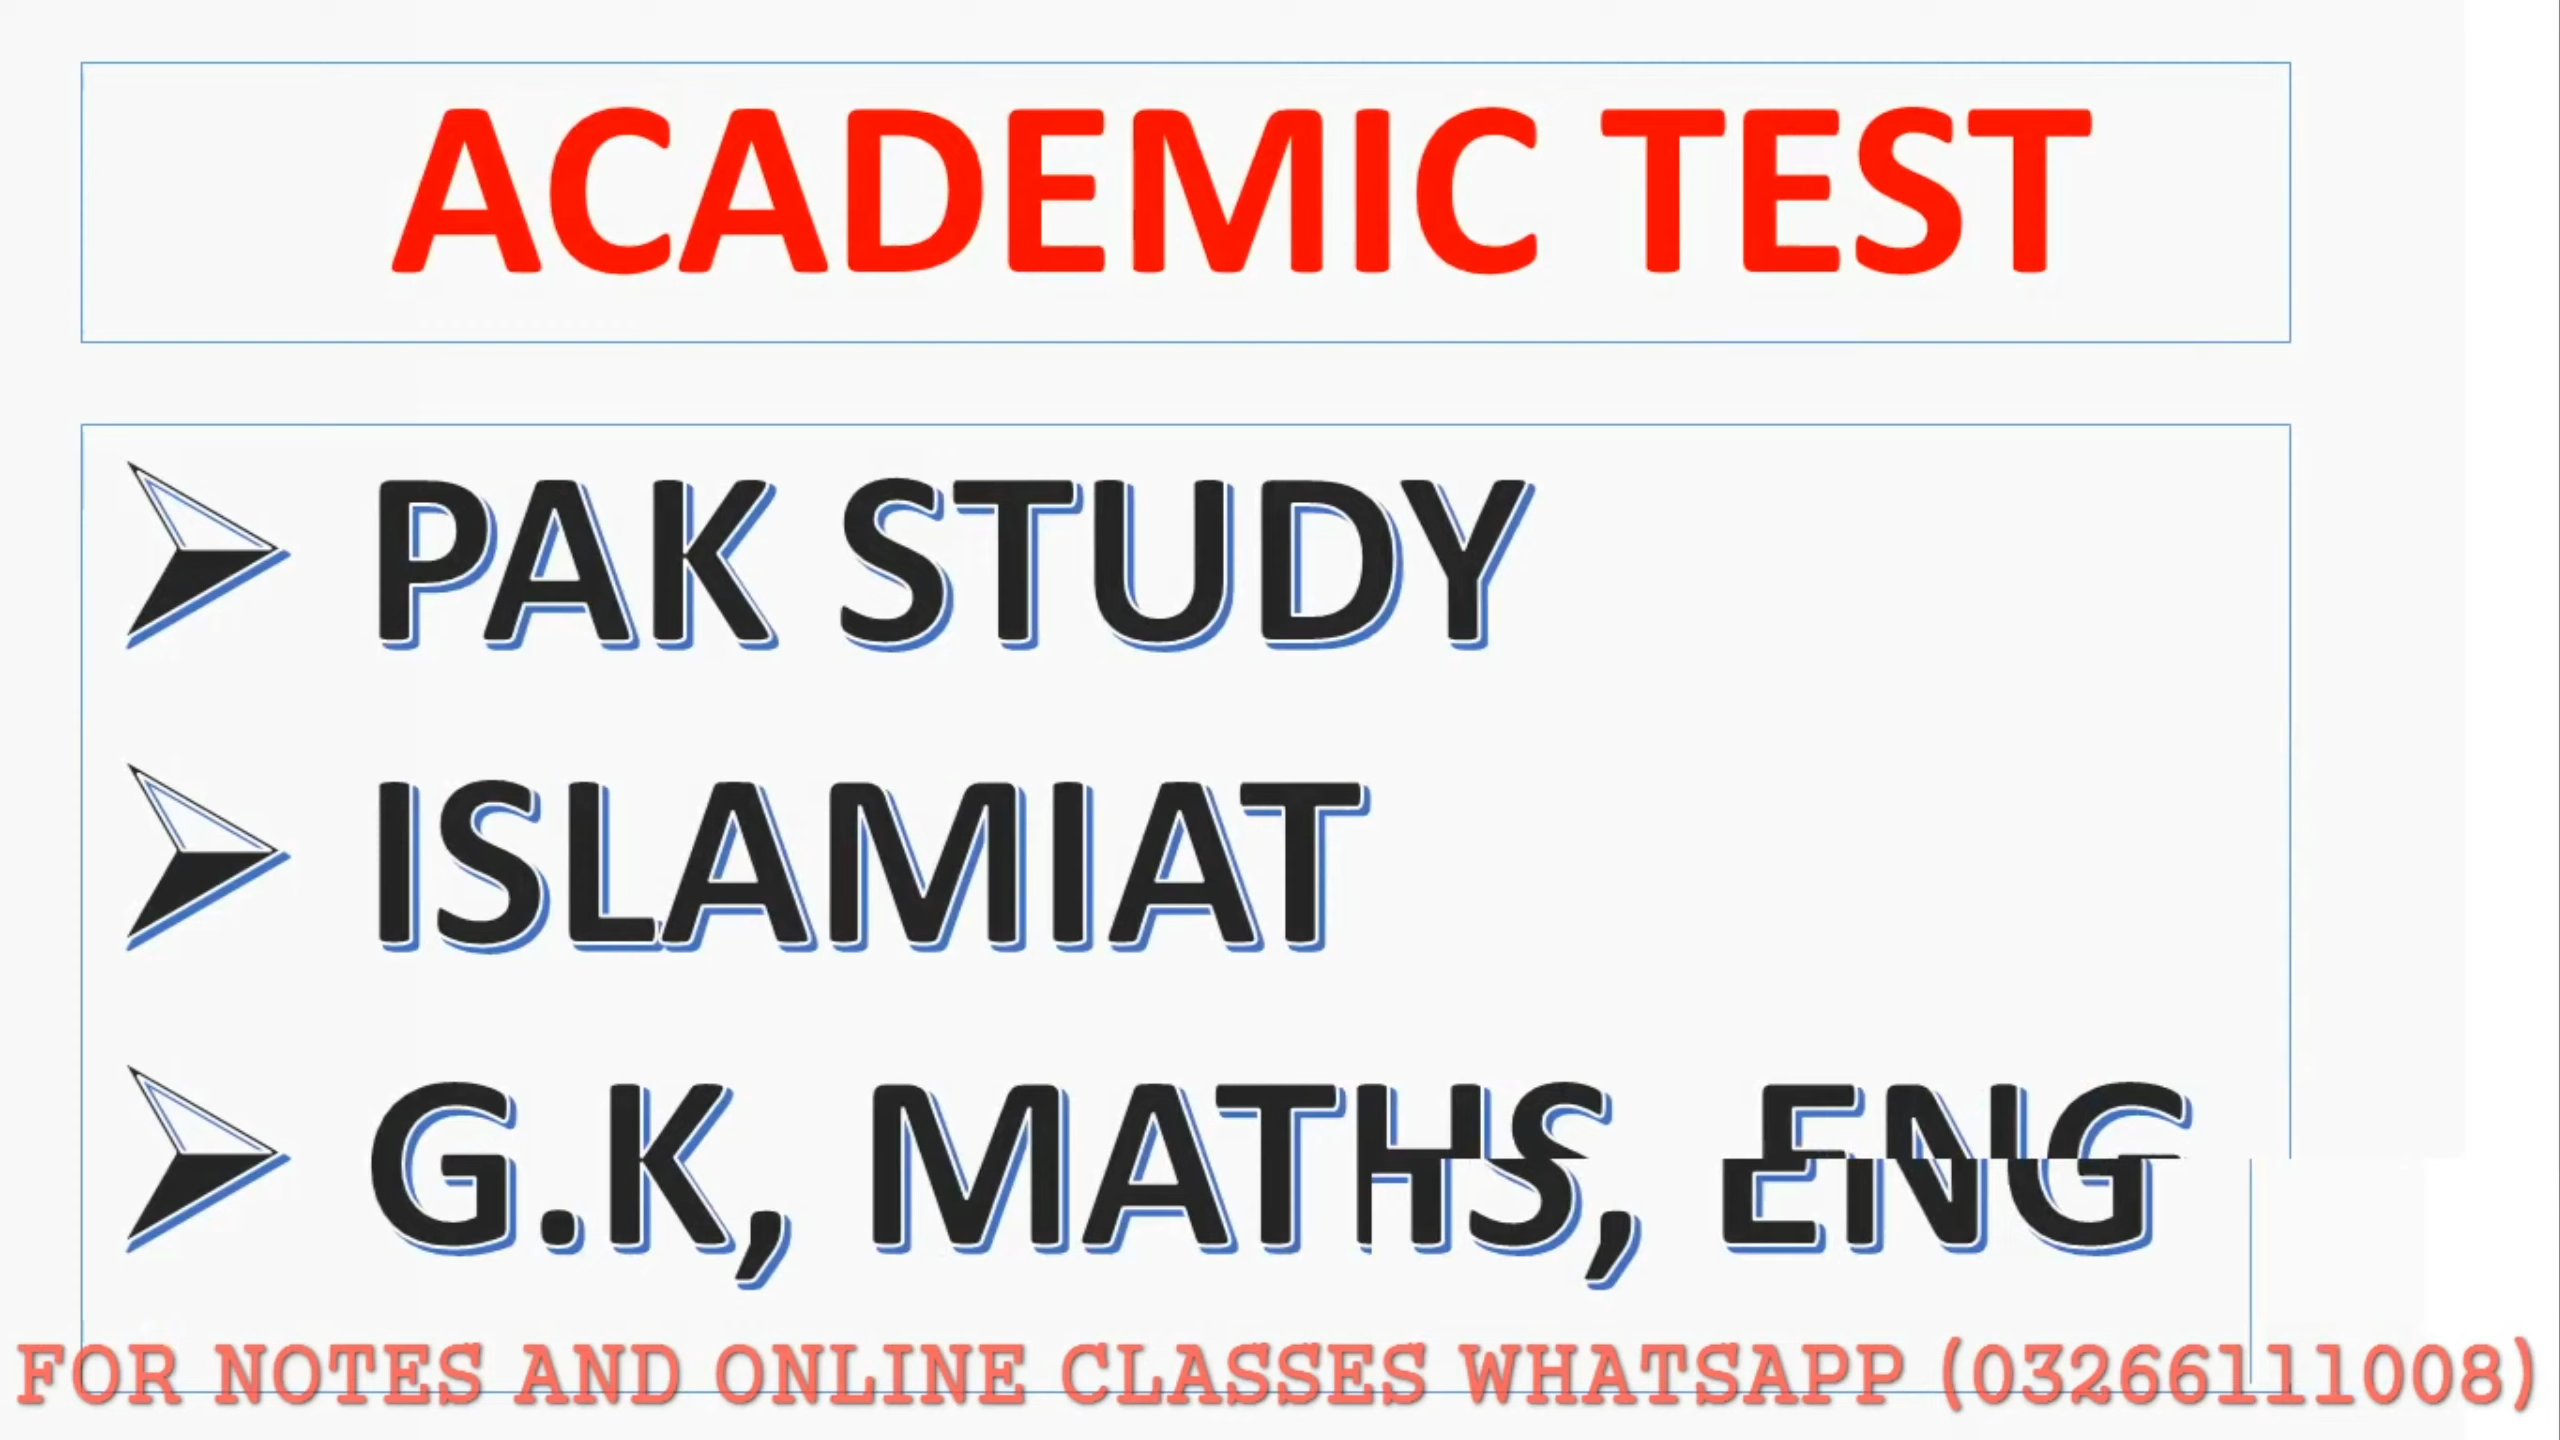 ACADEMIC TEST
PAK STUDY
ISLAMIAT
G.K, MATHS, ENG
FOR NOTES AND ONLINE CLASSES WHATSAPP (03266111008)